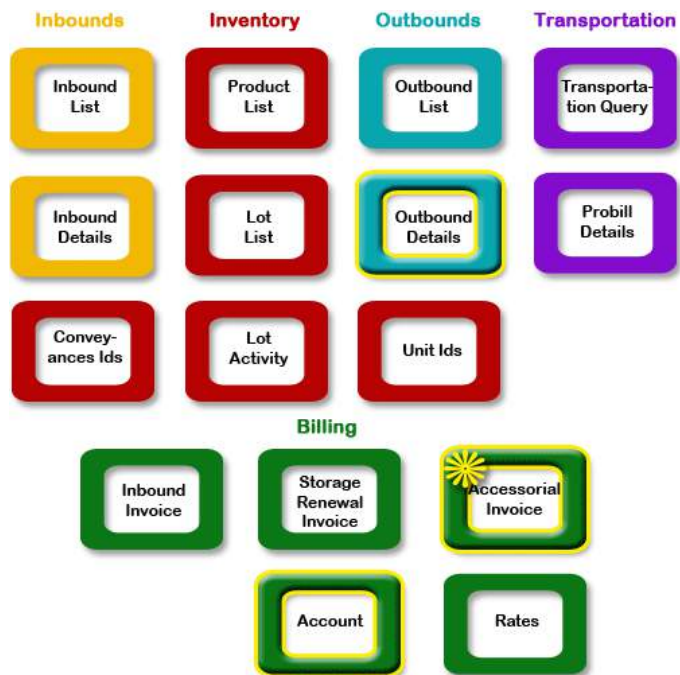 Inbounds
Inventory
Outbounds
Transportation
Inbound
List
Product
List
Outbound
List
Transporta-
tion Query
Inbound
Details
Lot
List
Outbound
Details
Probill
Details
Convey-
ances Ids
Lot
Activity
Unit Ids
Billing
Inbound
Invoice
Storage
Renewal
Invoice
Accessorial
Invoice
Account
Rates